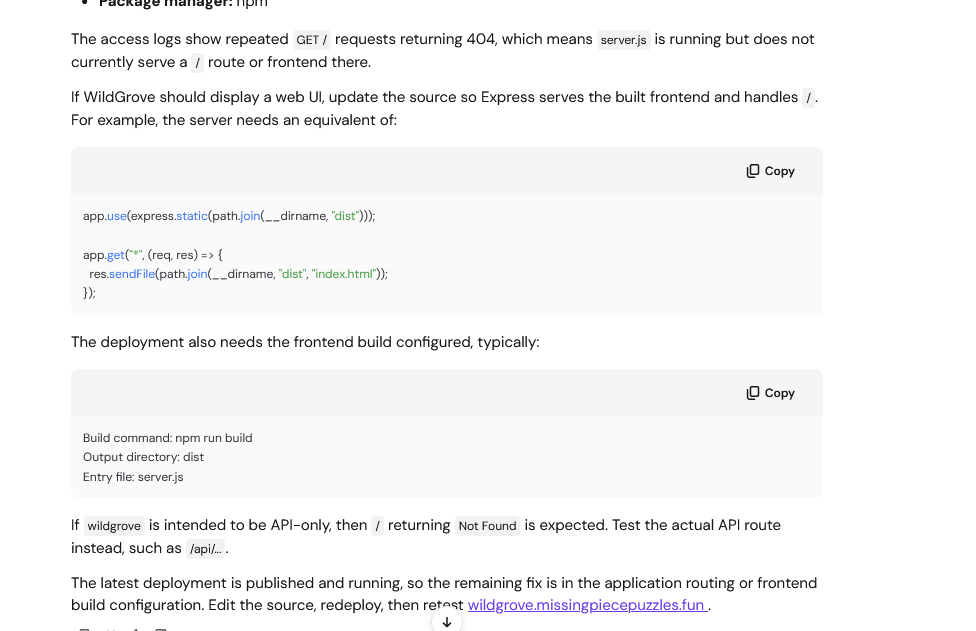 Package manager: npm
The access logs show repeated GET / requests returning 404, which means server.js is running but does not
currently serve a / route or frontend there.
If WildGrove should display a web UI, update the source so Express serves the built frontend and handles /.
For example, the server needs an equivalent of:
Copy
app.use(express.static(path.join(__dirname, "dist")));
app.get("*", (req, res) => {
res.sendFile(path.join(__dirname, "dist", "index.html"));
});
The deployment also needs the frontend build configured, typically:
Copy
Build command: npm run build
Output directory: dist
Entry file: server.js
If wildgrove is intended to be API-only, then / returning Not Found is expected. Test the actual API route
instead, such as /api/... .
The latest deployment is published and running, so the remaining fix is in the application routing or frontend
build configuration. Edit the source, redeploy, then retest wildgrove.missingpiecepuzzles.fun .